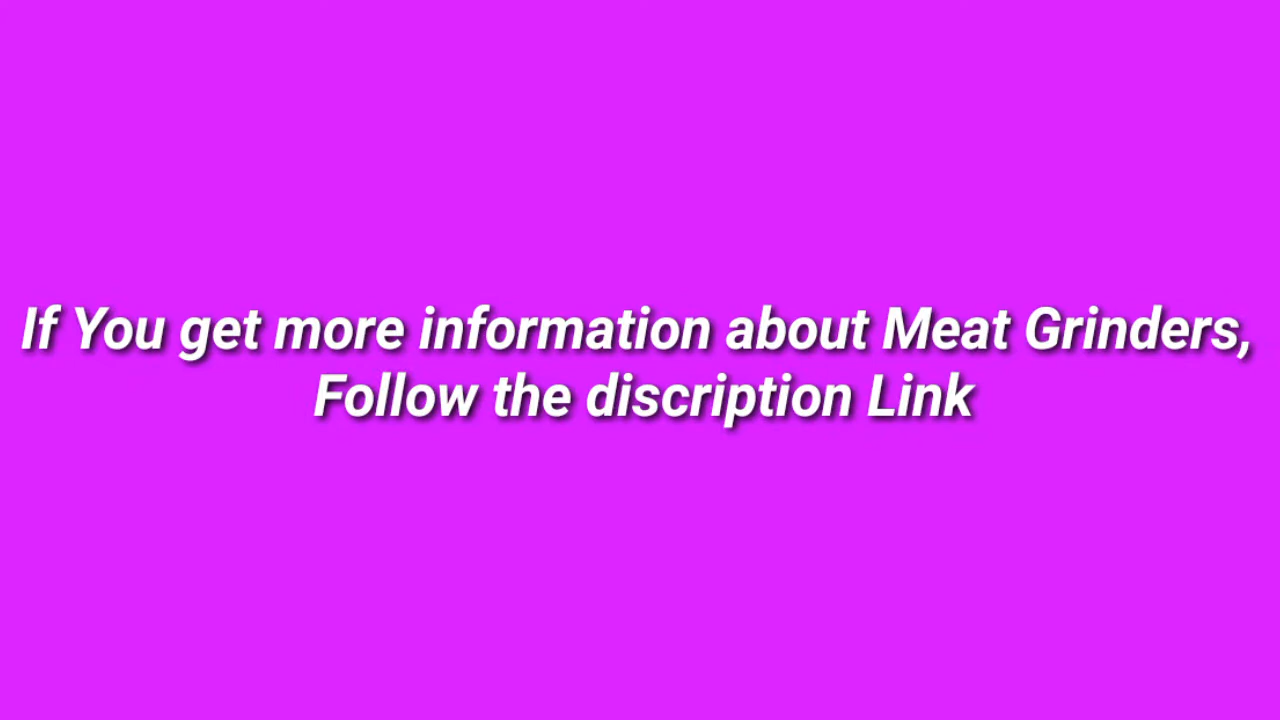 If You get more information about Meat Grinders,
Follow the discription Link